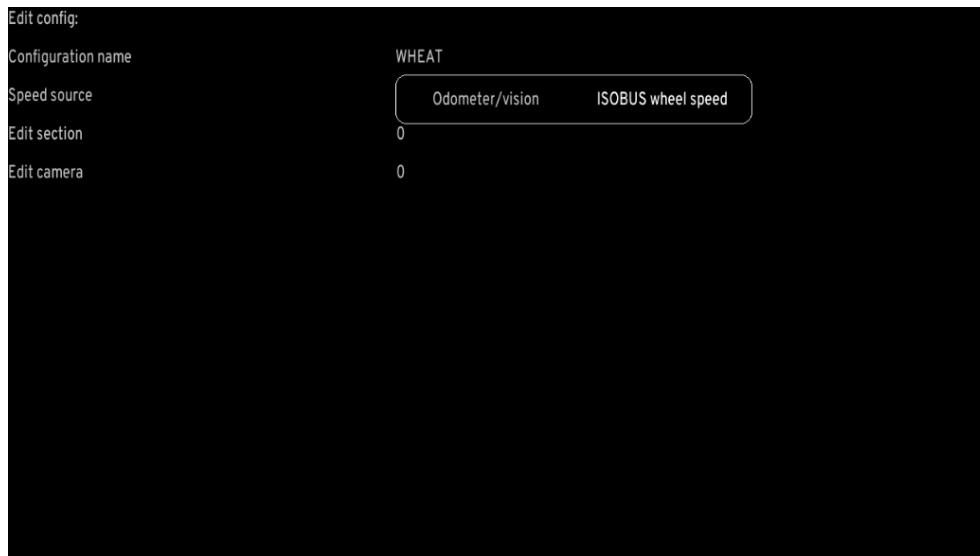 Edit config:
Configuration name WHEAT
Speed source Odometer/vision ISOBUS wheel speed
Edit section 0
Edit camera 0